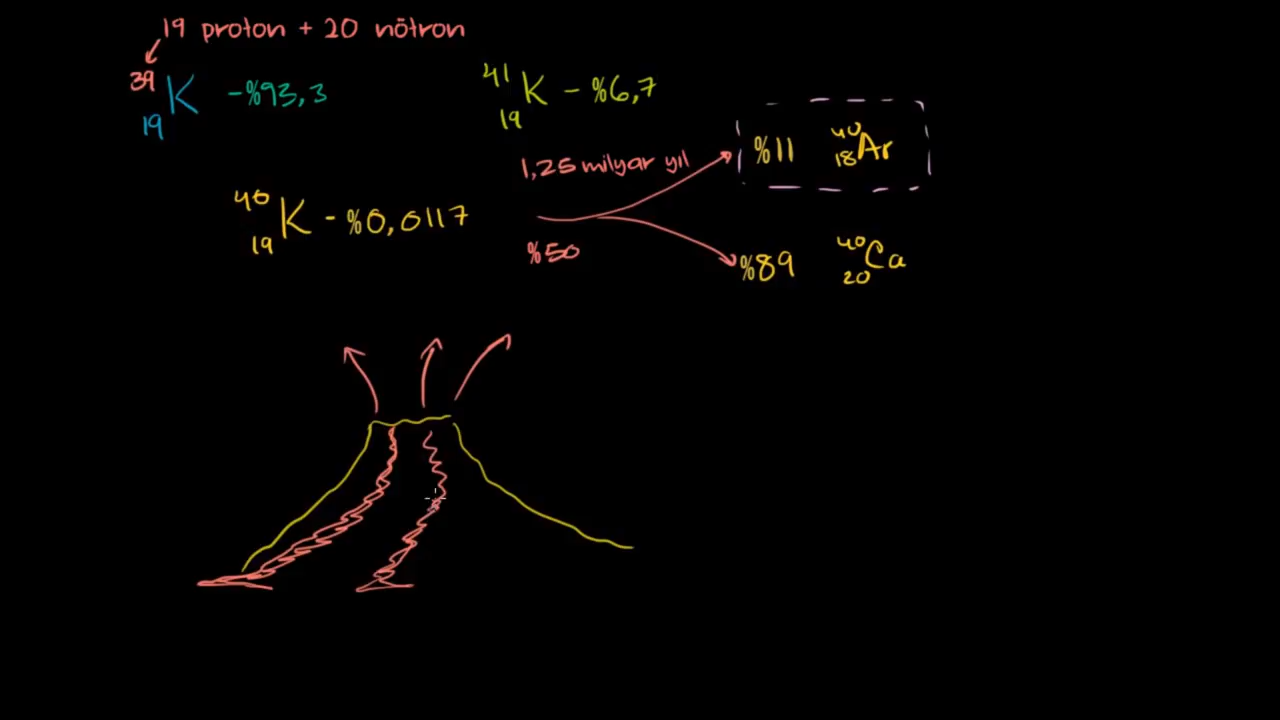 19 proton + 20 nötron
39
19 K - %93,3
41
19 K - %6,7
1,25 milyar yıl
%11 40
18 Ar
40
19 K - %0,0117
%50
%89 40
20 Ca